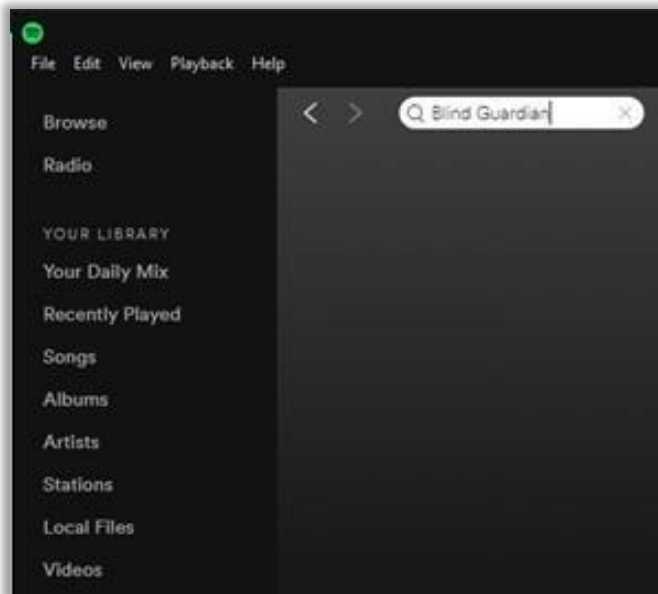 File Edit View Playback Help
Blind Guardian
Browse
Radio
YOUR LIBRARY
Your Daily Mix
Recently Played
Songs
Albums
Artists
Stations
Local Files
Videos